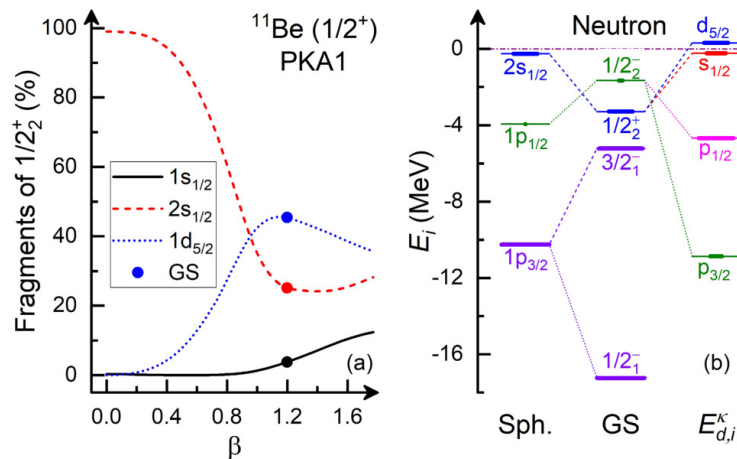 ¹¹Be (1/2⁺)
PKA1
Fragments of 1/2₂⁺ (%)
100
80
60
40
20
0
1s₁/₂
2s₁/₂
1d₅/₂
GS
(a)
0.0 0.4 0.8 1.2 1.6
β
Neutron
E_i (MeV)
0
-4
-8
-12
-16
2s₁/₂
1p₁/₂
1p₃/₂
1/2₂⁻
1/2₂⁺
3/2₁⁻
1/2₁⁻
d₅/₂
s₁/₂
p₁/₂
p₃/₂
(b)
Sph. GS E^κ_{d,i}